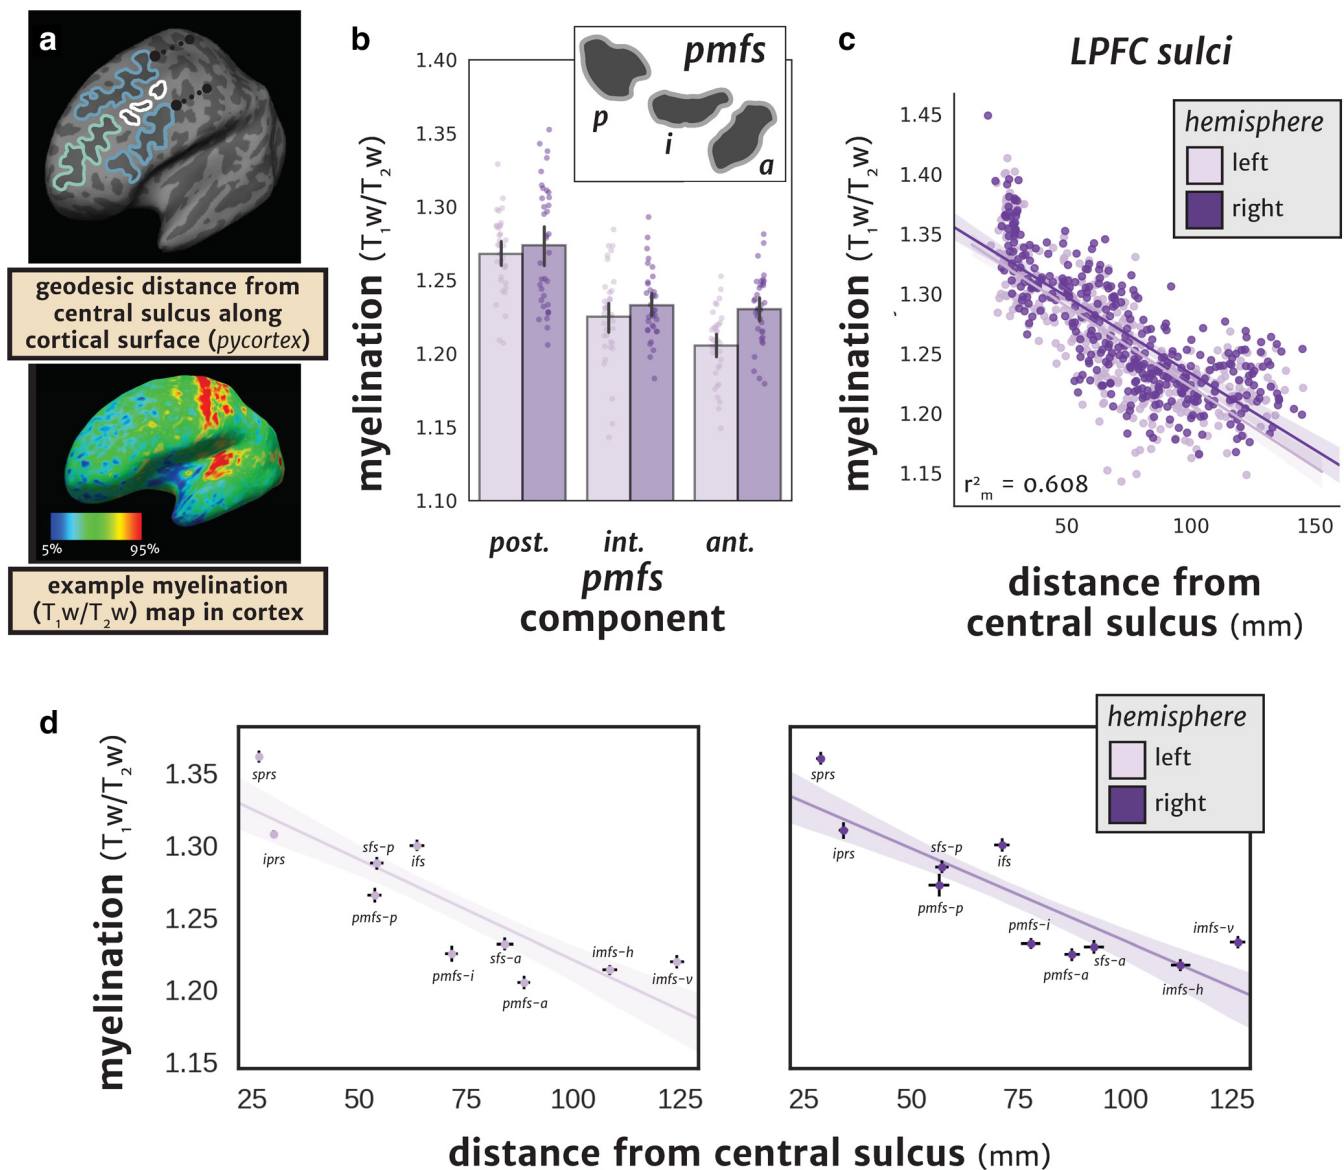 a
geodesic distance from
central sulcus along
cortical surface (pycortex)
5% 95%
example myelination
(T₁w/T₂w) map in cortex
b
pmfs
p
i
a
myelination (T₁w/T₂w)
1.40
1.35
1.30
1.25
1.20
1.15
1.10
post. int. ant.
pmfs
component
c
LPFC sulci
hemisphere
left
right
myelination (T₁w/T₂w)
1.45
1.40
1.35
1.30
1.25
1.20
1.15
r²ₘ = 0.608
50 100 150
distance from
central sulcus (mm)
d
hemisphere
left
right
myelination (T₁w/T₂w)
1.35
1.30
1.25
1.20
1.15
sprs
iprs
sfs-p
ifs
pmfs-p
pmfs-i
sfs-a
pmfs-a
imfs-h
imfs-v
25 50 75 100 125
sprs
iprs
sfs-p
ifs
pmfs-p
pmfs-i
pmfs-a
sfs-a
imfs-v
imfs-h
25 50 75 100 125
distance from central sulcus (mm)